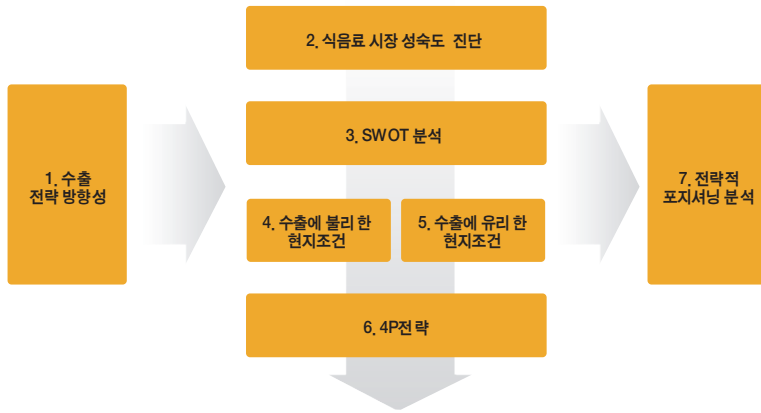 1. 수출
전략 방향성
2. 식음료 시장 성숙도 진단
3. SWOT 분석
4. 수출에 불리 한
현지조건
5. 수출에 유리 한
현지조건
6. 4P전략
7. 전략적
포지셔닝 분석